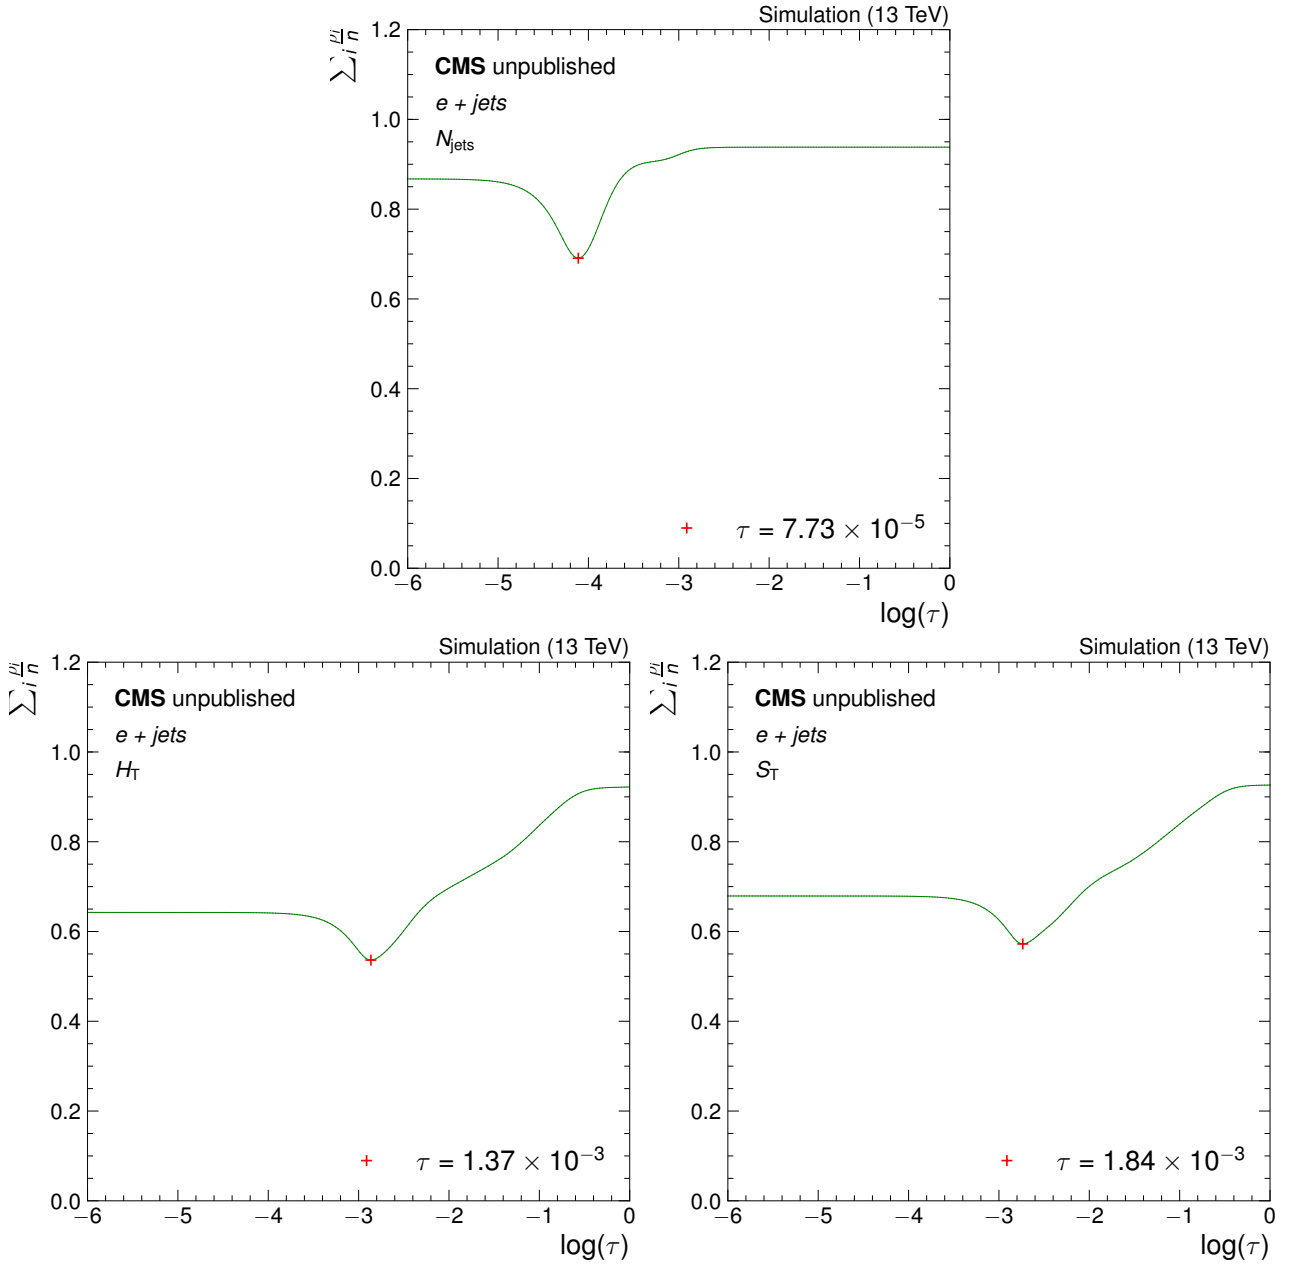 Simulation (13 TeV)
∑i μi/n
CMS unpublished
e + jets
Njets
1.2
1.0
0.8
0.6
0.4
0.2
0.0
τ = 7.73 × 10−5
−6 −5 −4 −3 −2 −1 0
log(τ)
Simulation (13 TeV)
∑i μi/n
CMS unpublished
e + jets
HT
1.2
1.0
0.8
0.6
0.4
0.2
0.0
τ = 1.37 × 10−3
−6 −5 −4 −3 −2 −1 0
log(τ)
Simulation (13 TeV)
∑i μi/n
CMS unpublished
e + jets
ST
1.2
1.0
0.8
0.6
0.4
0.2
0.0
τ = 1.84 × 10−3
−6 −5 −4 −3 −2 −1 0
log(τ)